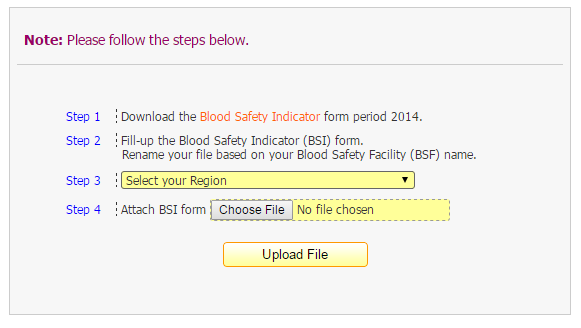 Note: Please follow the steps below.
Step 1 Download the Blood Safety Indicator form period 2014.
Step 2 Fill-up the Blood Safety Indicator (BSI) form.
Rename your file based on your Blood Safety Facility (BSF) name.
Step 3 Select your Region
Step 4 Attach BSI form Choose File No file chosen
Upload File